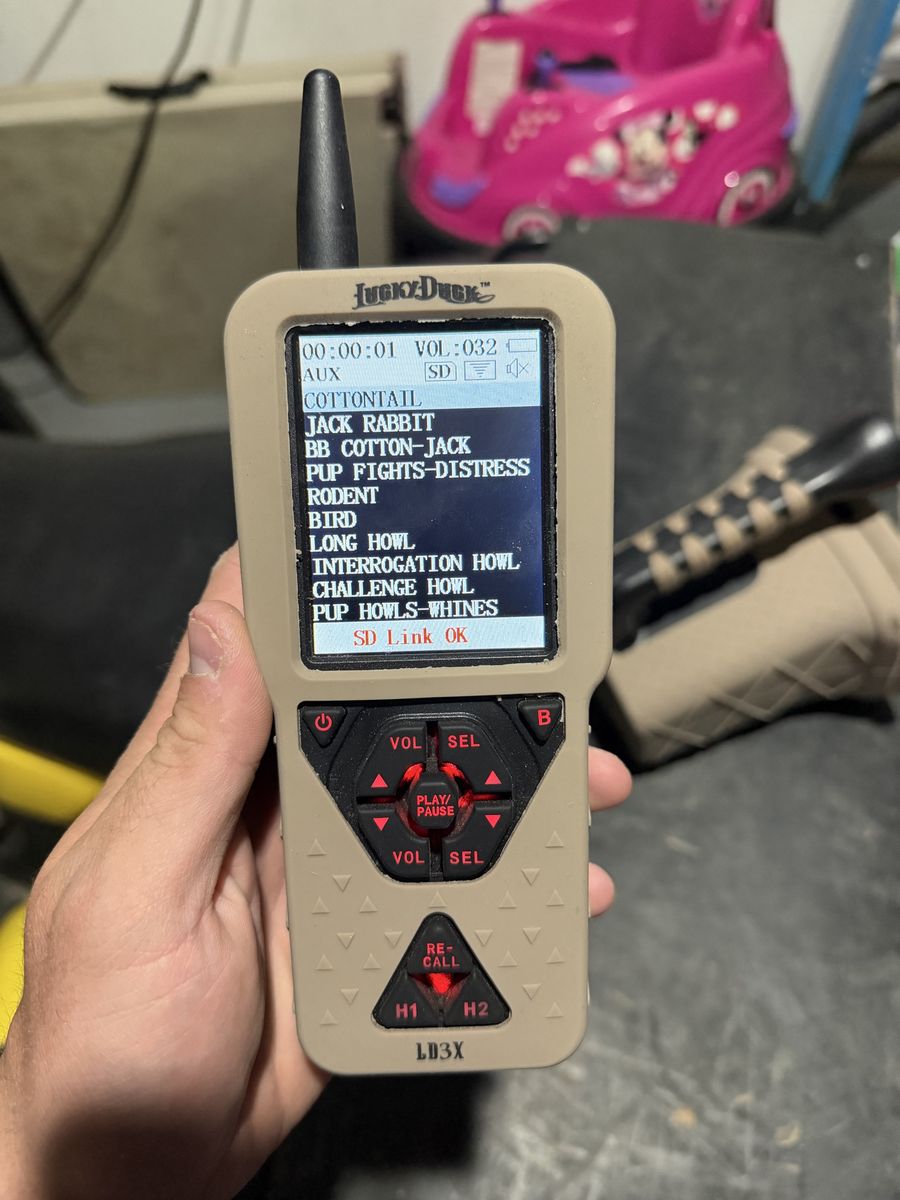 LUCKY DUCK™
00:00:01 VOL:032
AUX SD
COTTONTAIL
JACK RABBIT
BB COTTON-JACK
PUP FIGHTS-DISTRESS
RODENT
BIRD
LONG HOWL
INTERROGATION HOWL
CHALLENGE HOWL
PUP HOWLS-WHINES
SD Link OK
B
VOL SEL
PLAY/
PAUSE
VOL SEL
RE-
CALL
H1 H2
LD3X